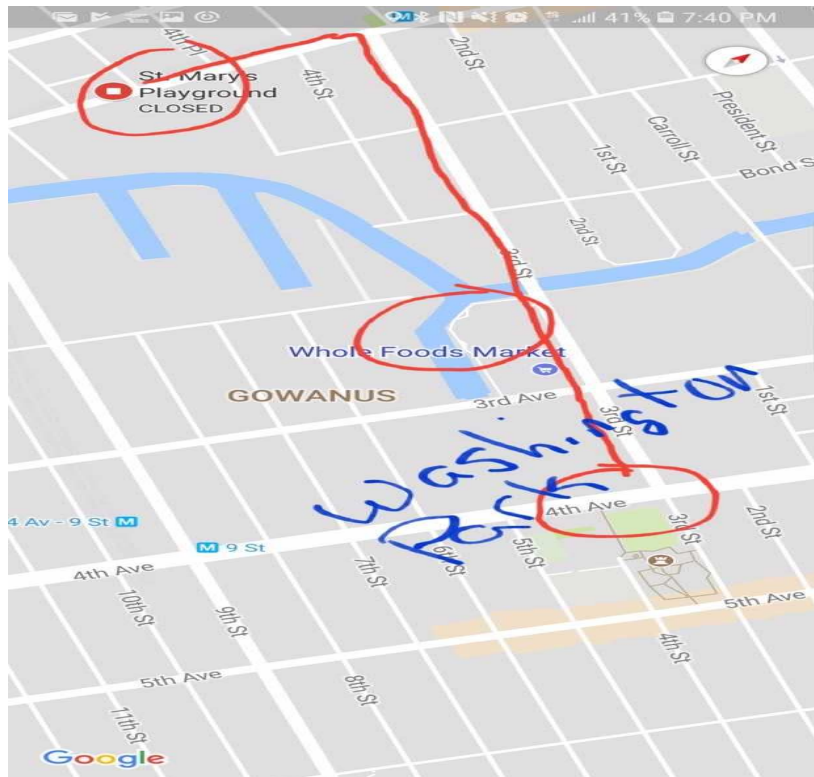 41% 7:40 PM
4th Pl
St. Mary's
Playground
CLOSED
4th St
2nd St
President St
Carroll St
1st St
Bond S
2nd St
3rd St
Whole Foods Market
GOWANUS
3rd Ave
3rd St
1st St
Washington
Park
4th Ave
4 Av - 9 St M
M 9 St
4th Ave
7th St
6th St
5th St
3rd St
2nd St
10th St
9th St
5th Ave
4th St
5th Ave
8th St
11th St
Google